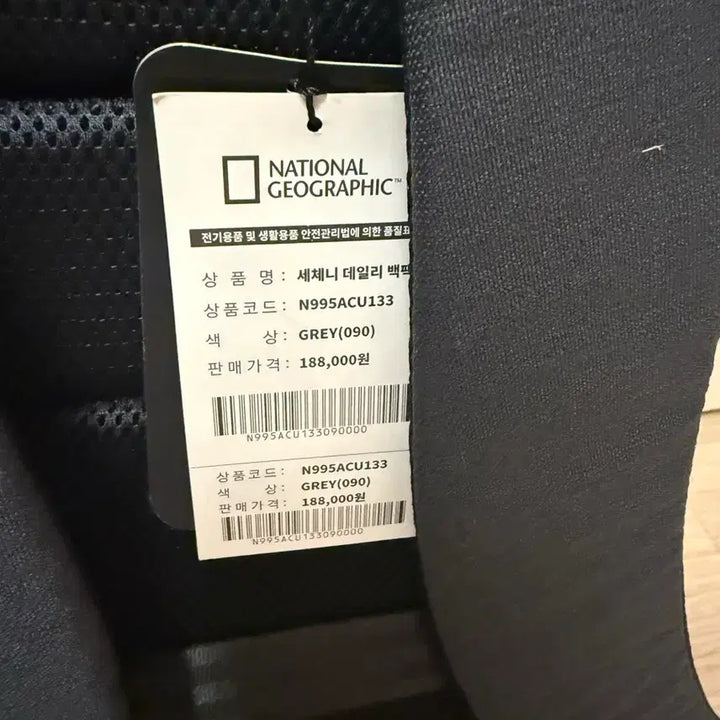 NATIONAL
GEOGRAPHIC™
전기용품 및 생활용품 안전관리법에 의한 품질표
상 품 명 : 세체니 데일리 백팩
상품코드 : N995ACU133
색 상 : GREY(090)
판매가격 : 188,000원
N995ACU133090000
상품코드 : N995ACU133
색 상 : GREY(090)
판매가격 : 188,000원
N995ACU133090000